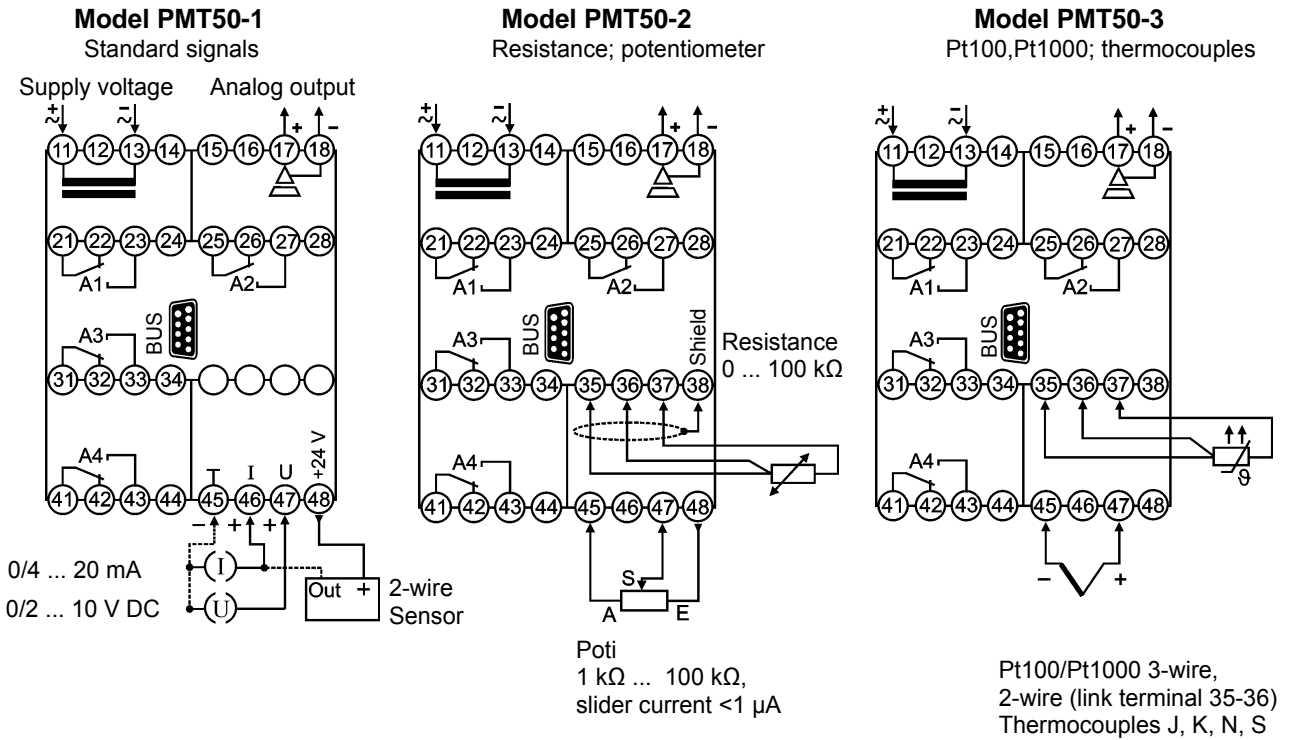 Model PMT50-1
Standard signals
Supply voltage Analog output
≂ + ≂ − + −
11 12 13 14 15 16 17 18
21 22 23 24 25 26 27 28
A1 A2
A3 BUS
31 32 33 34
A4 T I U +24 V
41 42 43 44 45 46 47 48
− + +
0/4 ... 20 mA I
0/2 ... 10 V DC U
Out + 2-wire
Sensor
Model PMT50-2
Resistance; potentiometer
≂ + ≂ − + −
11 12 13 14 15 16 17 18
21 22 23 24 25 26 27 28
A1 A2
A3 BUS Shield
Resistance
0 ... 100 kΩ
31 32 33 34 35 36 37 38
A4
41 42 43 44 45 46 47 48
S
A E
Poti
1 kΩ ... 100 kΩ,
slider current <1 µA
Model PMT50-3
Pt100,Pt1000; thermocouples
≂ + ≂ − + −
11 12 13 14 15 16 17 18
21 22 23 24 25 26 27 28
A1 A2
A3 BUS
31 32 33 34 35 36 37 38
ϑ
A4
41 42 43 44 45 46 47 48
− +
Pt100/Pt1000 3-wire,
2-wire (link terminal 35-36)
Thermocouples J, K, N, S